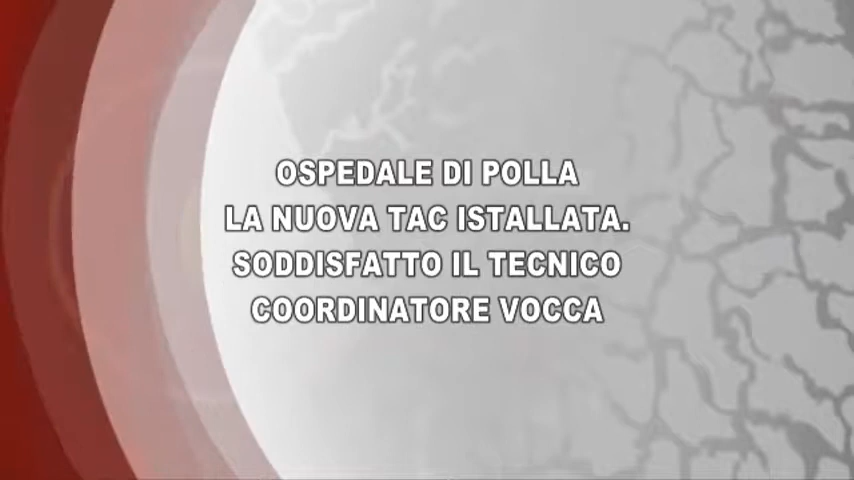 OSPEDALE DI POLLA
LA NUOVA TAC ISTALLATA.
SODDISFATTO IL TECNICO
COORDINATORE VOCCA